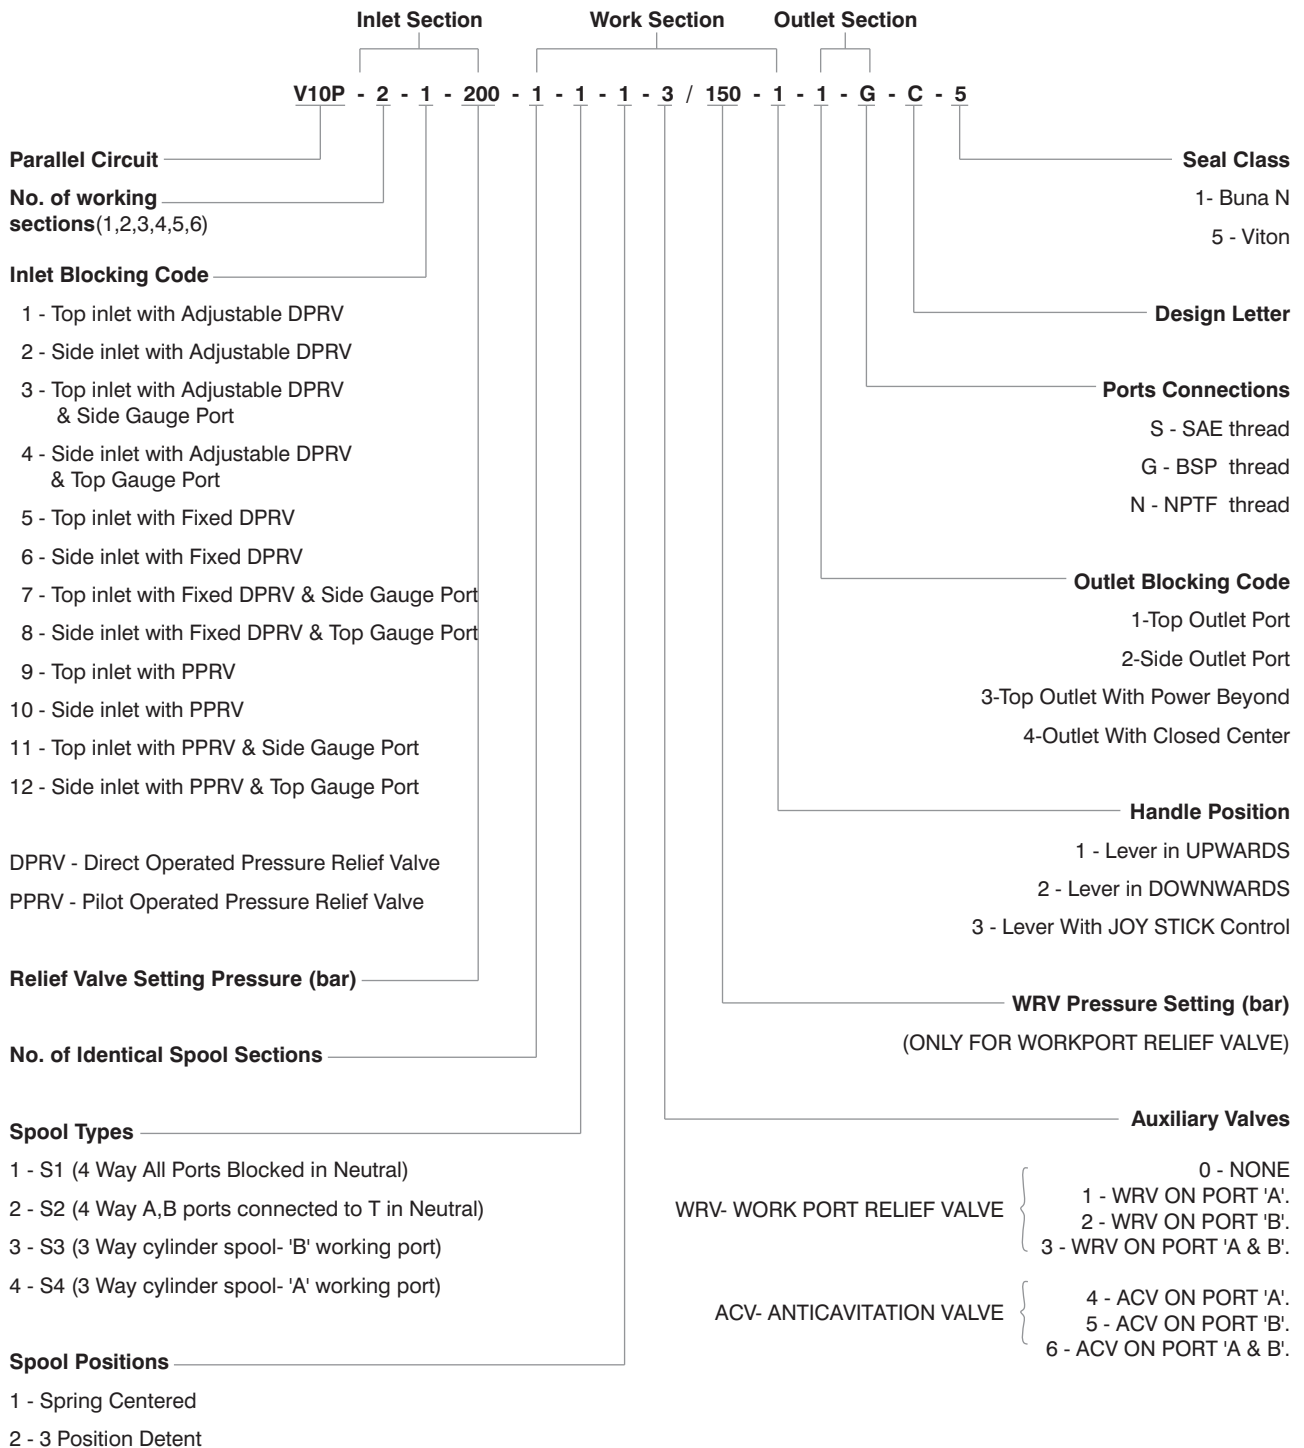 Inlet Section
Work Section
Outlet Section
V10P - 2 - 1 - 200 - 1 - 1 - 1 - 3 / 150 - 1 - 1 - G - C - 5
Parallel Circuit
No. of working
sections(1,2,3,4,5,6)
Inlet Blocking Code
1 - Top inlet with Adjustable DPRV
2 - Side inlet with Adjustable DPRV
3 - Top inlet with Adjustable DPRV
& Side Gauge Port
4 - Side inlet with Adjustable DPRV
& Top Gauge Port
5 - Top inlet with Fixed DPRV
6 - Side inlet with Fixed DPRV
7 - Top inlet with Fixed DPRV & Side Gauge Port
8 - Side inlet with Fixed DPRV & Top Gauge Port
9 - Top inlet with PPRV
10 - Side inlet with PPRV
11 - Top inlet with PPRV & Side Gauge Port
12 - Side inlet with PPRV & Top Gauge Port
DPRV - Direct Operated Pressure Relief Valve
PPRV - Pilot Operated Pressure Relief Valve
Relief Valve Setting Pressure (bar)
No. of Identical Spool Sections
Spool Types
1 - S1 (4 Way All Ports Blocked in Neutral)
2 - S2 (4 Way A,B ports connected to T in Neutral)
3 - S3 (3 Way cylinder spool- 'B' working port)
4 - S4 (3 Way cylinder spool- 'A' working port)
Spool Positions
1 - Spring Centered
2 - 3 Position Detent
Seal Class
1- Buna N
5 - Viton
Design Letter
Ports Connections
S - SAE thread
G - BSP thread
N - NPTF thread
Outlet Blocking Code
1-Top Outlet Port
2-Side Outlet Port
3-Top Outlet With Power Beyond
4-Outlet With Closed Center
Handle Position
1 - Lever in UPWARDS
2 - Lever in DOWNWARDS
3 - Lever With JOY STICK Control
WRV Pressure Setting (bar)
(ONLY FOR WORKPORT RELIEF VALVE)
Auxiliary Valves
WRV- WORK PORT RELIEF VALVE
0 - NONE
1 - WRV ON PORT 'A'.
2 - WRV ON PORT 'B'.
3 - WRV ON PORT 'A & B'.
ACV- ANTICAVITATION VALVE
4 - ACV ON PORT 'A'.
5 - ACV ON PORT 'B'.
6 - ACV ON PORT 'A & B'.